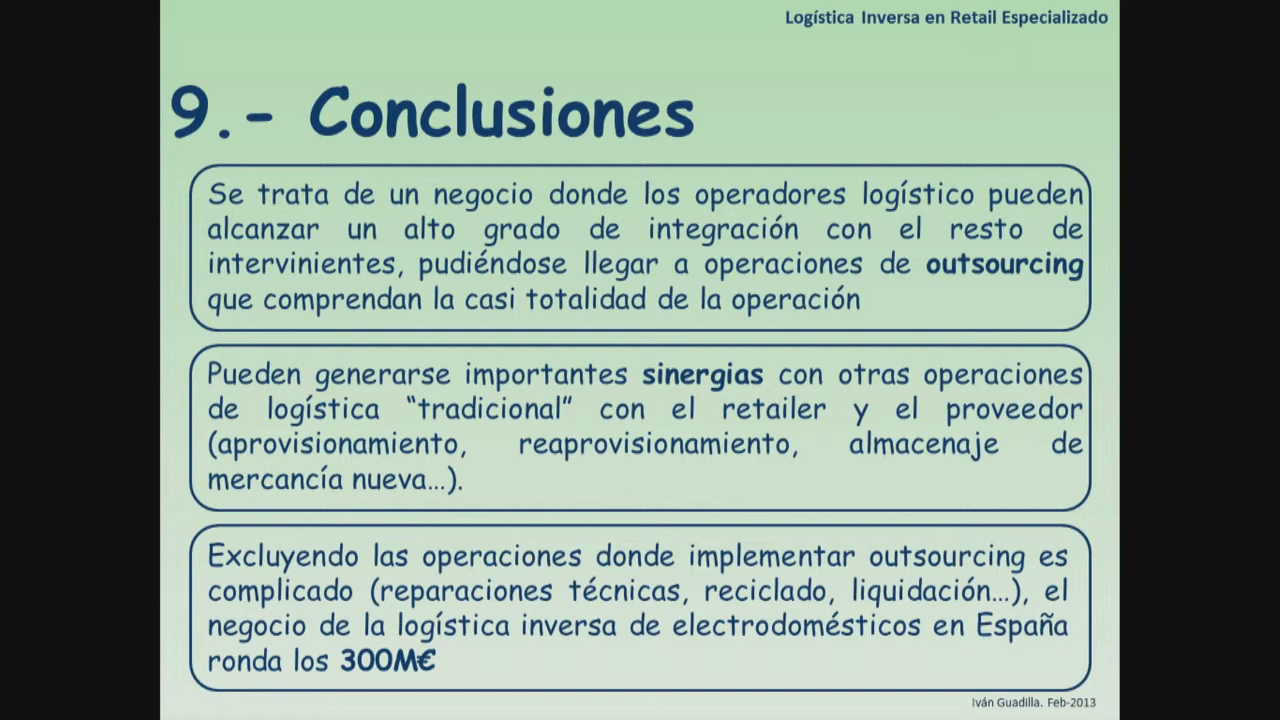 Logística Inversa en Retail Especializado
9.- Conclusiones
Se trata de un negocio donde los operadores logístico pueden
alcanzar un alto grado de integración con el resto de
intervinientes, pudiéndose llegar a operaciones de outsourcing
que comprendan la casi totalidad de la operación
Pueden generarse importantes sinergias con otras operaciones
de logística “tradicional” con el retailer y el proveedor
(aprovisionamiento, reaprovisionamiento, almacenaje de
mercancía nueva…).
Excluyendo las operaciones donde implementar outsourcing es
complicado (reparaciones técnicas, reciclado, liquidación…), el
negocio de la logística inversa de electrodomésticos en España
ronda los 300M€
Iván Guadilla. Feb-2013